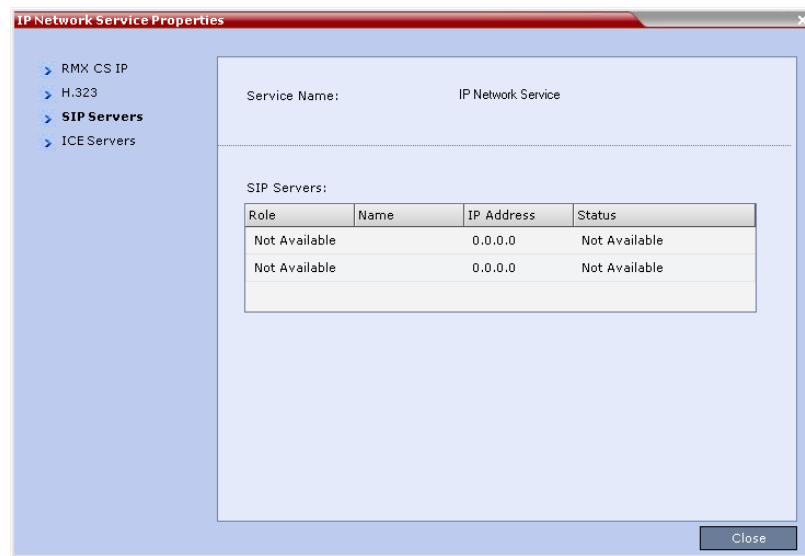 IP Network Service Properties
RMX CS IP
H.323
SIP Servers
ICE Servers
Service Name: IP Network Service
SIP Servers:
Role Name IP Address Status
Not Available 0.0.0.0 Not Available
Not Available 0.0.0.0 Not Available
Close